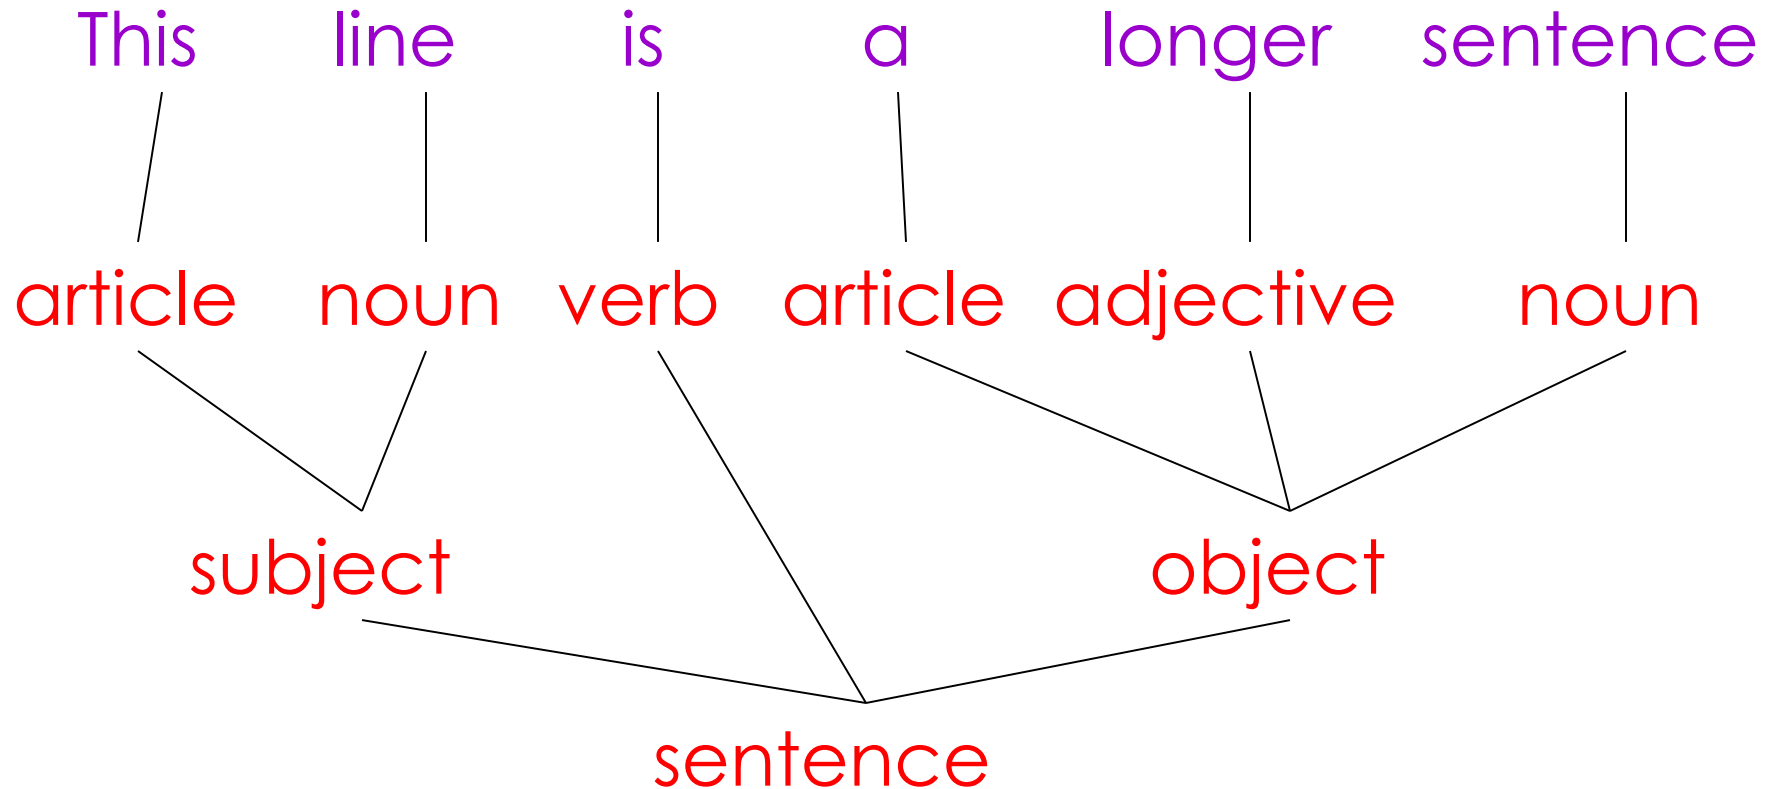 This line is a longer sentence
article noun verb article adjective noun
subject object
sentence